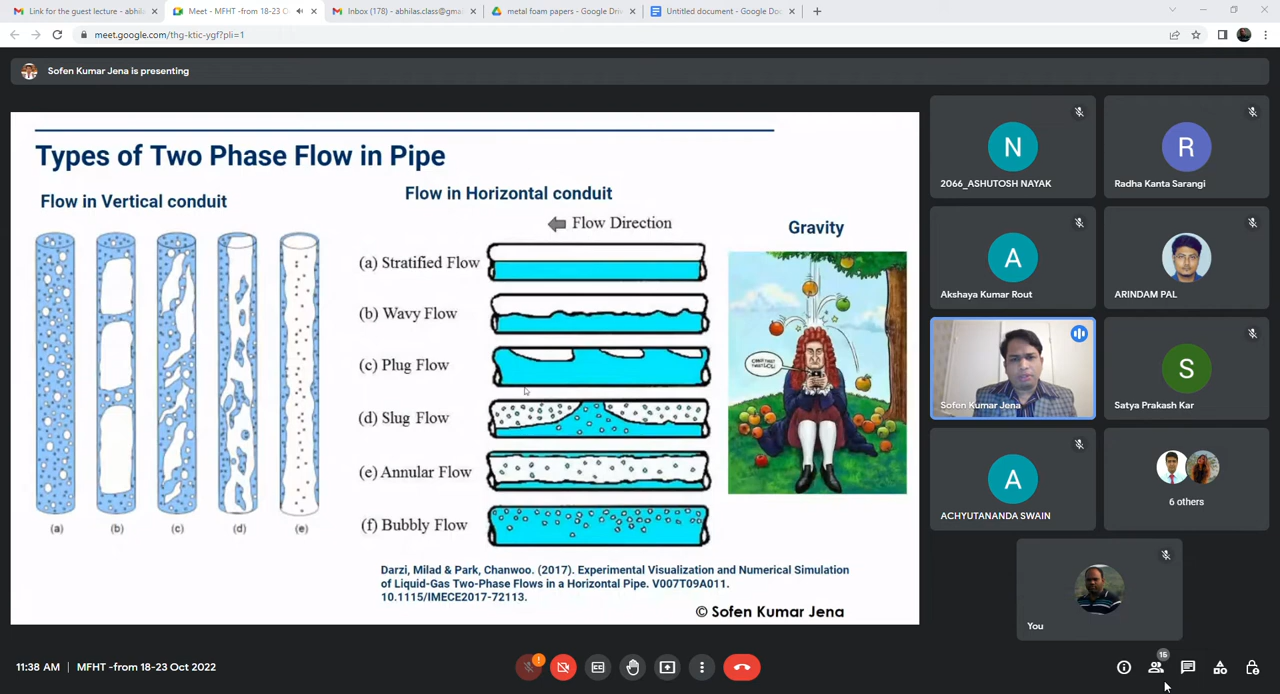 Link for the guest lecture - abhila
Meet - MFHT -from 18-23 Oc
Inbox (178) - abhilas.class@gma
metal foam papers - Google Dri
Untitled document - Google Do
meet.google.com/thg-ktic-ygf?pli=1
Sofen Kumar Jena is presenting
Types of Two Phase Flow in Pipe
Flow in Vertical conduit
Flow in Horizontal conduit
Gravity
Flow Direction
(a) Stratified Flow
(b) Wavy Flow
(c) Plug Flow
(d) Slug Flow
(e) Annular Flow
(f) Bubbly Flow
(a)
(b)
(c)
(d)
(e)
Darzi, Milad & Park, Chanwoo. (2017). Experimental Visualization and Numerical Simulation
of Liquid-Gas Two-Phase Flows in a Horizontal Pipe. V007T09A011.
10.1115/IMECE2017-72113.
© Sofen Kumar Jena
N
2066_ASHUTOSH NAYAK
R
Radha Kanta Sarangi
A
Akshaya Kumar Rout
ARINDAM PAL
Sofen Kumar Jena
S
Satya Prakash Kar
A
ACHYUTANANDA SWAIN
6 others
You
11:38 AM | MFHT -from 18-23 Oct 2022
15